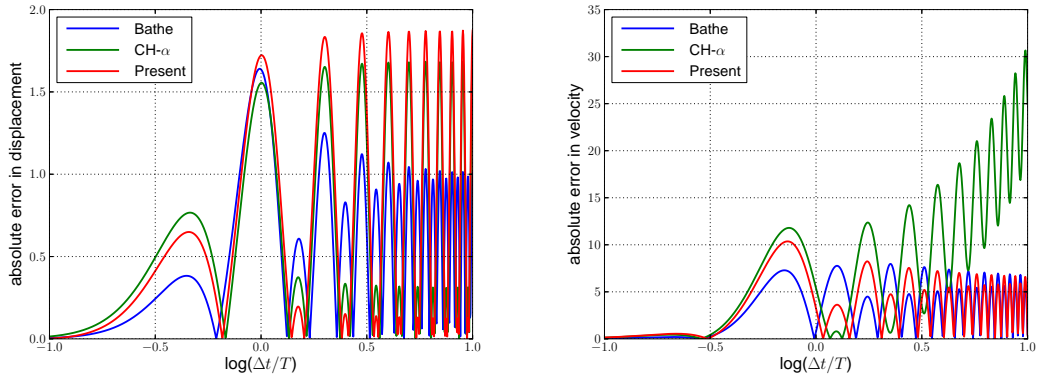 absolute error in displacement
2.0
1.5
1.0
0.5
0.0
Bathe
CH-α
Present
−1.0 −0.5 0.0 0.5 1.0
log(Δt/T)
absolute error in velocity
35
30
25
20
15
10
5
0
Bathe
CH-α
Present
−1.0 −0.5 0.0 0.5 1.0
log(Δt/T)